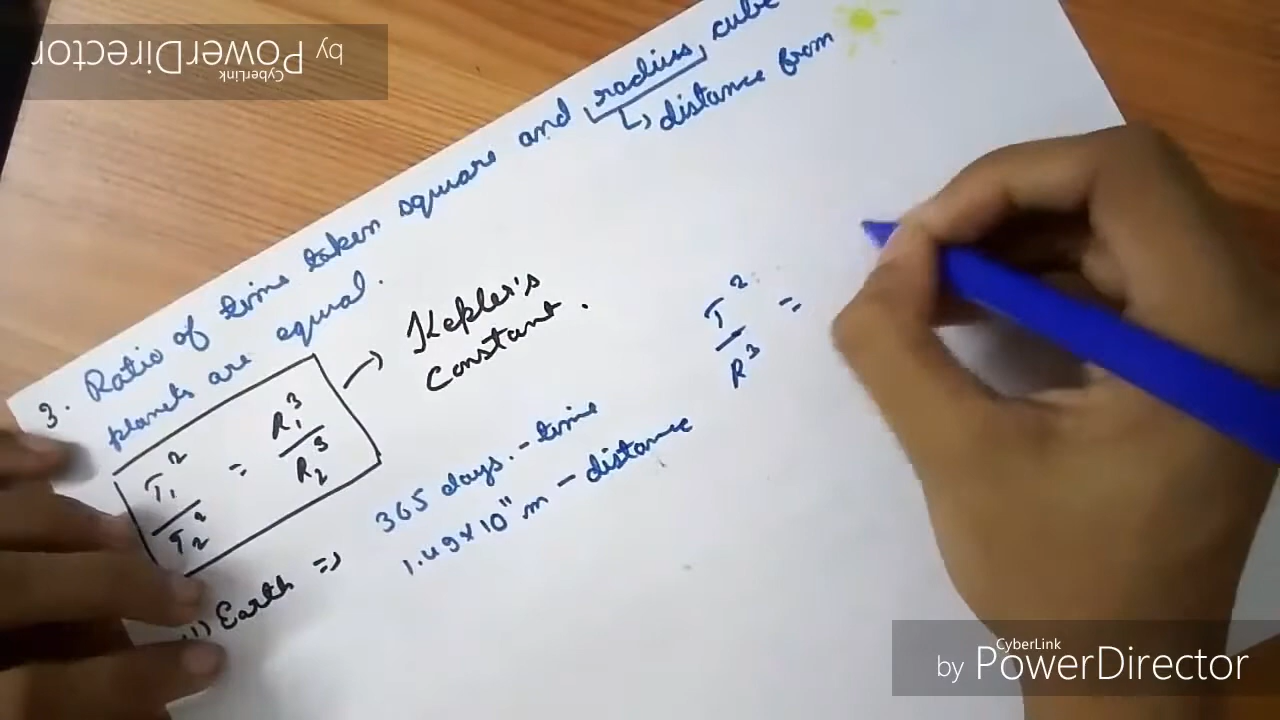 CyberLink
by PowerDirector
3. Ratio of time taken square and radius cube
↳ distance from
planets are equal.
T₁²/T₂² = R₁³/R₂³
→ Kepler's
constant.
T²/R³ =
1) Earth ⇒ 365 days. - time
1.49×10¹¹ m - distance
CyberLink
by PowerDirector